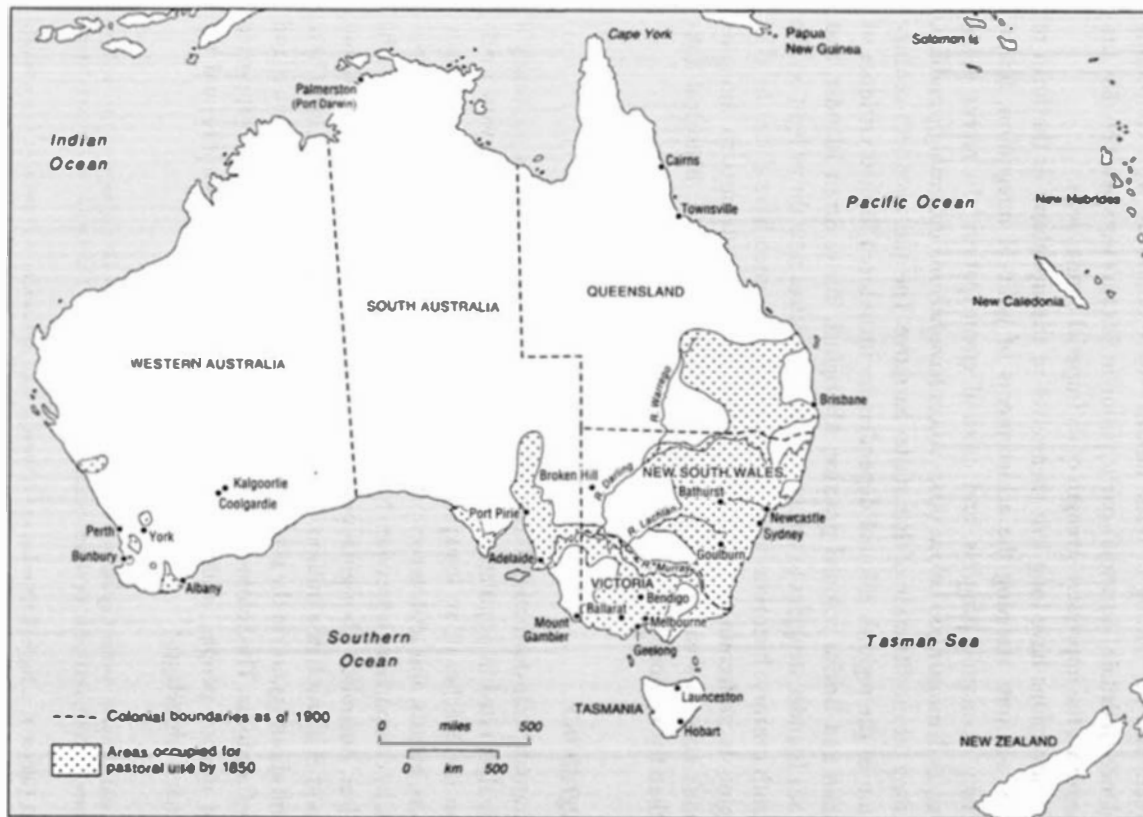 Cape York
Papua
New Guinea
Solomon Is
Palmerston
(Port Darwin)
Indian
Ocean
Cairns
Pacific Ocean
New Hebrides
Townsville
QUEENSLAND
SOUTH AUSTRALIA
New Caledonia
WESTERN AUSTRALIA
R. Warrego
Brisbane
Broken Hill
R. Darling
NEW SOUTH WALES
Kalgoorlie
Bathurst
Coolgardie
Port Pirie
R. Lachlan
Newcastle
Perth
York
Sydney
Bunbury
Adelaide
Goulburn
R. Murray
Albany
VICTORIA
Bendigo
Ballarat
Mount
Gambier
Melbourne
Geelong
Southern
Ocean
Tasman Sea
Launceston
TASMANIA
Hobart
Colonial boundaries as of 1900
0 miles 500
NEW ZEALAND
Areas occupied for
pastoral use by 1850
0 km 500